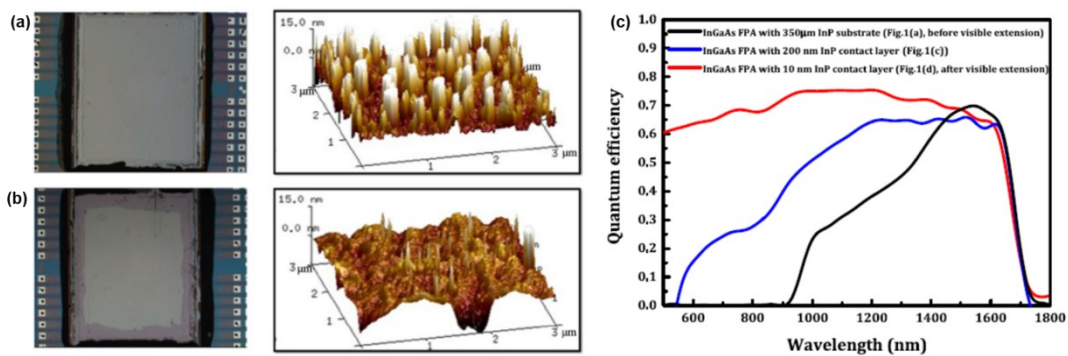 (a)
15.0 nm
0.0 nm
μm
3
2
1
1
2
3 μm
(b)
15.0 nm
0.0 nm
3
μm
2
1
1
2
3 μm
(c)
InGaAs FPA with 350μm InP substrate (Fig.1(a), before visible extension)
InGaAs FPA with 200 nm InP contact layer (Fig.1(c))
InGaAs FPA with 10 nm InP contact layer (Fig.1(d), after visible extension)
Quantum efficiency
1.0
0.9
0.8
0.7
0.6
0.5
0.4
0.3
0.2
0.1
0.0
600 800 1000 1200 1400 1600 1800
Wavelength (nm)